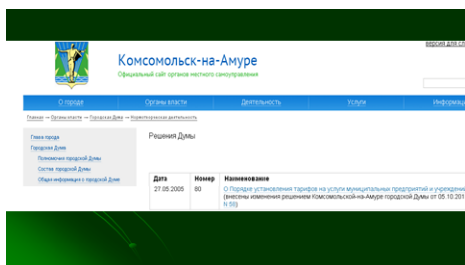 версия для сл
Комсомольск-на-Амуре
Официальный сайт органов местного самоуправления
О городе Органы власти Деятельность Услуги Информац
Главная → Органы власти → Городская Дума → Нормотворческая деятельность
Глава города
Городская Дума
Полномочия городской Думы
Состав городской Думы
Общая информация о городской Думе
Решения Думы
Дата Номер Наименование
27.05.2005 60 О Порядке установления тарифов на услуги муниципальных предприятий и учреждени
(внесены изменения решением Комсомольской-на-Амуре городской Думы от 05.10.201
N 58)